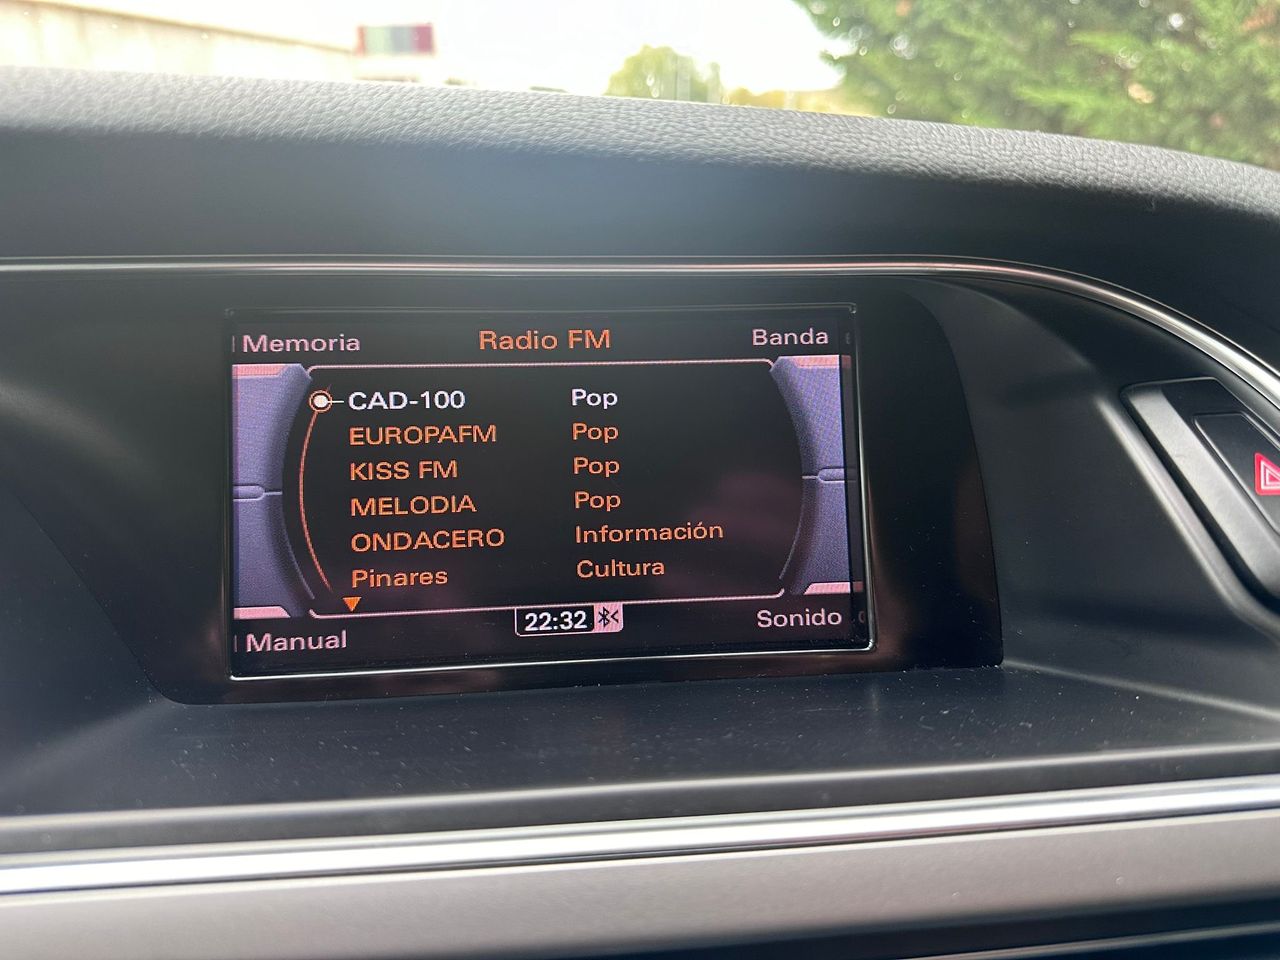 Memoria Radio FM Banda
CAD-100 Pop
EUROPAFM Pop
KISS FM Pop
MELODIA Pop
ONDACERO Información
Pinares Cultura
22:32
Manual Sonido